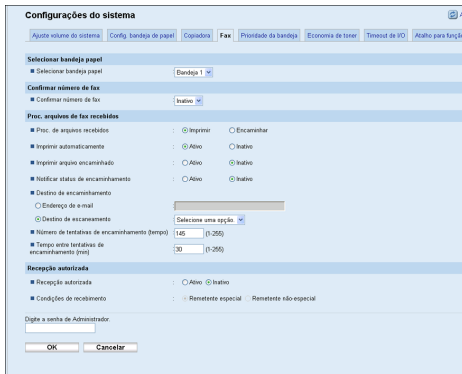 Configurações do sistema
Ajuste volume do sistema Config. bandeja de papel Copiadora Fax Prioridade da bandeja Economia de toner Timeout de I/O Atalho para função
Selecionar bandeja papel
Selecionar bandeja papel : Bandeja 1
Confirmar número de fax
Confirmar número de fax : Inativo
Proc. arquivos de fax recebidos
Proc. de arquivos recebidos : Imprimir Encaminhar
Imprimir automaticamente : Ativo Inativo
Imprimir arquivo encaminhado : Ativo Inativo
Notificar status de encaminhamento : Ativo Inativo
Destino de encaminhamento
Endereço de e-mail :
Destino de escaneamento : Selecione uma opção.
Número de tentativas de encaminhamento (tempo) : 145 (1-255)
Tempo entre tentativas de
encaminhamento (min) : 30 (1-255)
Recepção autorizada
Recepção autorizada : Ativo Inativo
Condições de recebimento : Remetente especial Remetente não-especial
Digite a senha de Administrador.
OK Cancelar